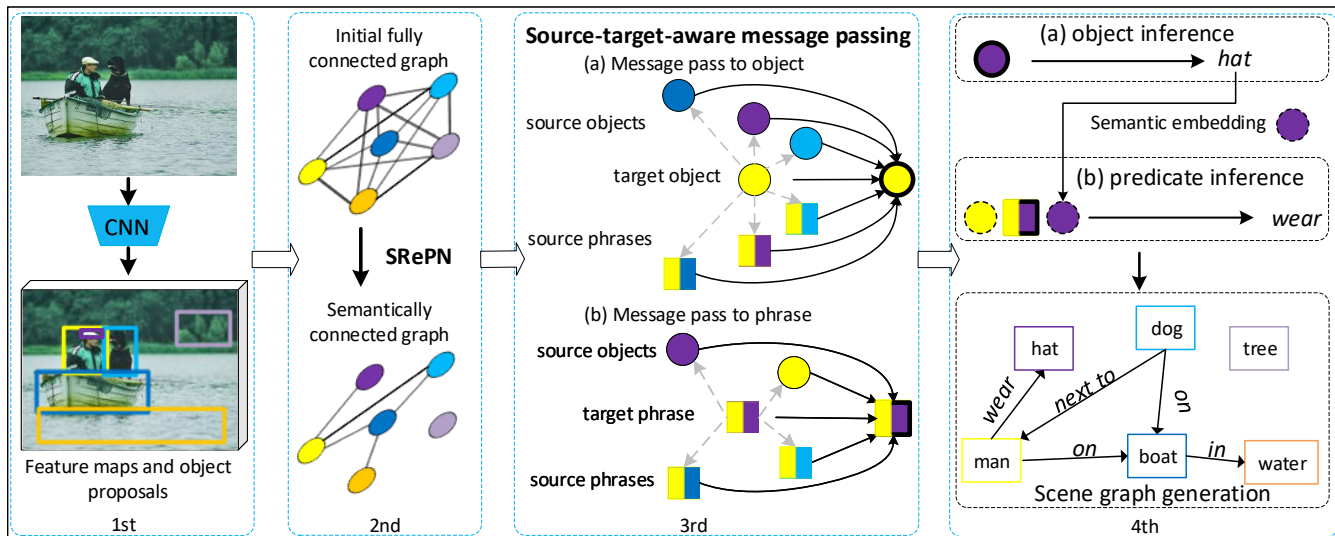 CNN
Feature maps and object
proposals
1st
Initial fully
connected graph
SRePN
Semantically
connected graph
2nd
Source-target-aware message passing
(a) Message pass to object
source objects
target object
source phrases
(b) Message pass to phrase
source objects
target phrase
source phrases
3rd
(a) object inference
hat
Semantic embedding
(b) predicate inference
wear
dog
hat
tree
wear
next to
on
man
on
boat
in
water
Scene graph generation
4th